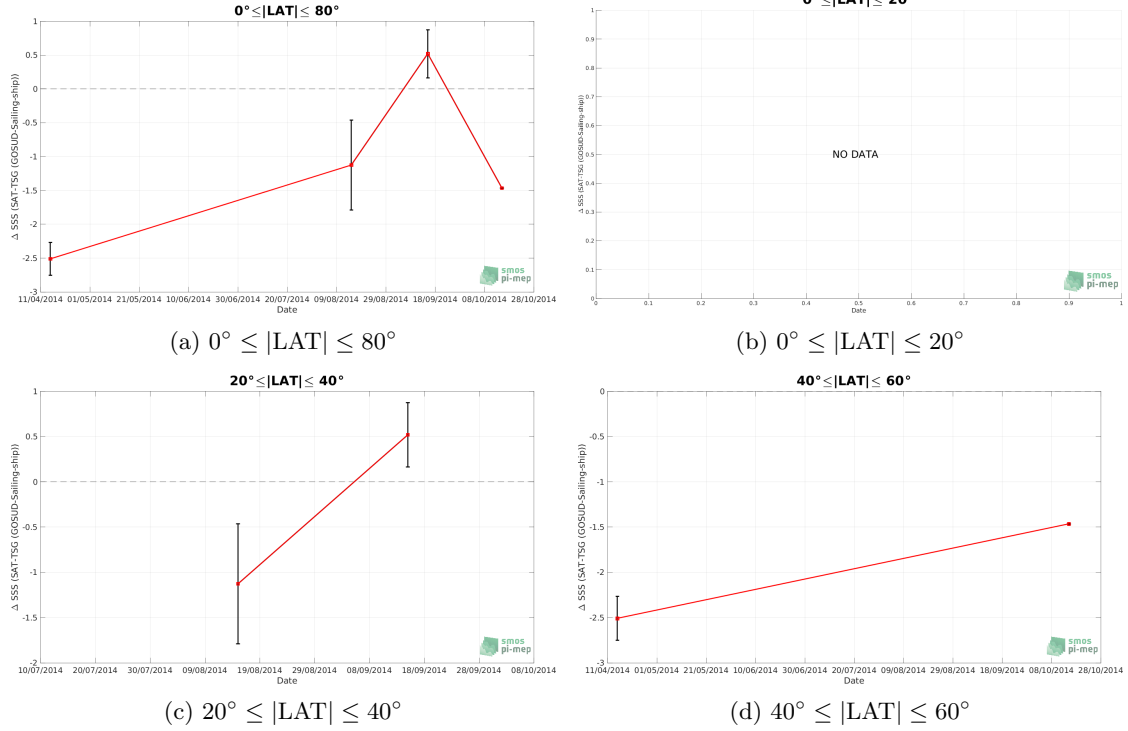 0°≤|LAT|≤ 80°
Δ SSS (SAT-TSG (GOSUD-Sailing-ship))
1
0.5
0
-0.5
-1
-1.5
-2
-2.5
-3
11/04/2014 01/05/2014 21/05/2014 10/06/2014 30/06/2014 20/07/2014 09/08/2014 29/08/2014 18/09/2014 08/10/2014 28/10/2014
Date
smos
pi-mep
(a) 0° ≤ |LAT| ≤ 80°
0°≤|LAT|≤ 20°
Δ SSS (SAT-TSG (GOSUD-Sailing-ship))
1
0.9
0.8
0.7
0.6
0.5
0.4
0.3
0.2
0.1
0
NO DATA
0 0.1 0.2 0.3 0.4 0.5 0.6 0.7 0.8 0.9 1
Date
smos
pi-mep
(b) 0° ≤ |LAT| ≤ 20°
20°≤|LAT|≤ 40°
Δ SSS (SAT-TSG (GOSUD-Sailing-ship))
1
0.5
0
-0.5
-1
-1.5
-2
10/07/2014 20/07/2014 30/07/2014 09/08/2014 19/08/2014 29/08/2014 08/09/2014 18/09/2014 28/09/2014 08/10/2014
Date
smos
pi-mep
(c) 20° ≤ |LAT| ≤ 40°
40°≤|LAT|≤ 60°
Δ SSS (SAT-TSG (GOSUD-Sailing-ship))
0
-0.5
-1
-1.5
-2
-2.5
-3
11/04/2014 01/05/2014 21/05/2014 10/06/2014 30/06/2014 20/07/2014 09/08/2014 29/08/2014 18/09/2014 08/10/2014 28/10/2014
Date
smos
pi-mep
(d) 40° ≤ |LAT| ≤ 60°